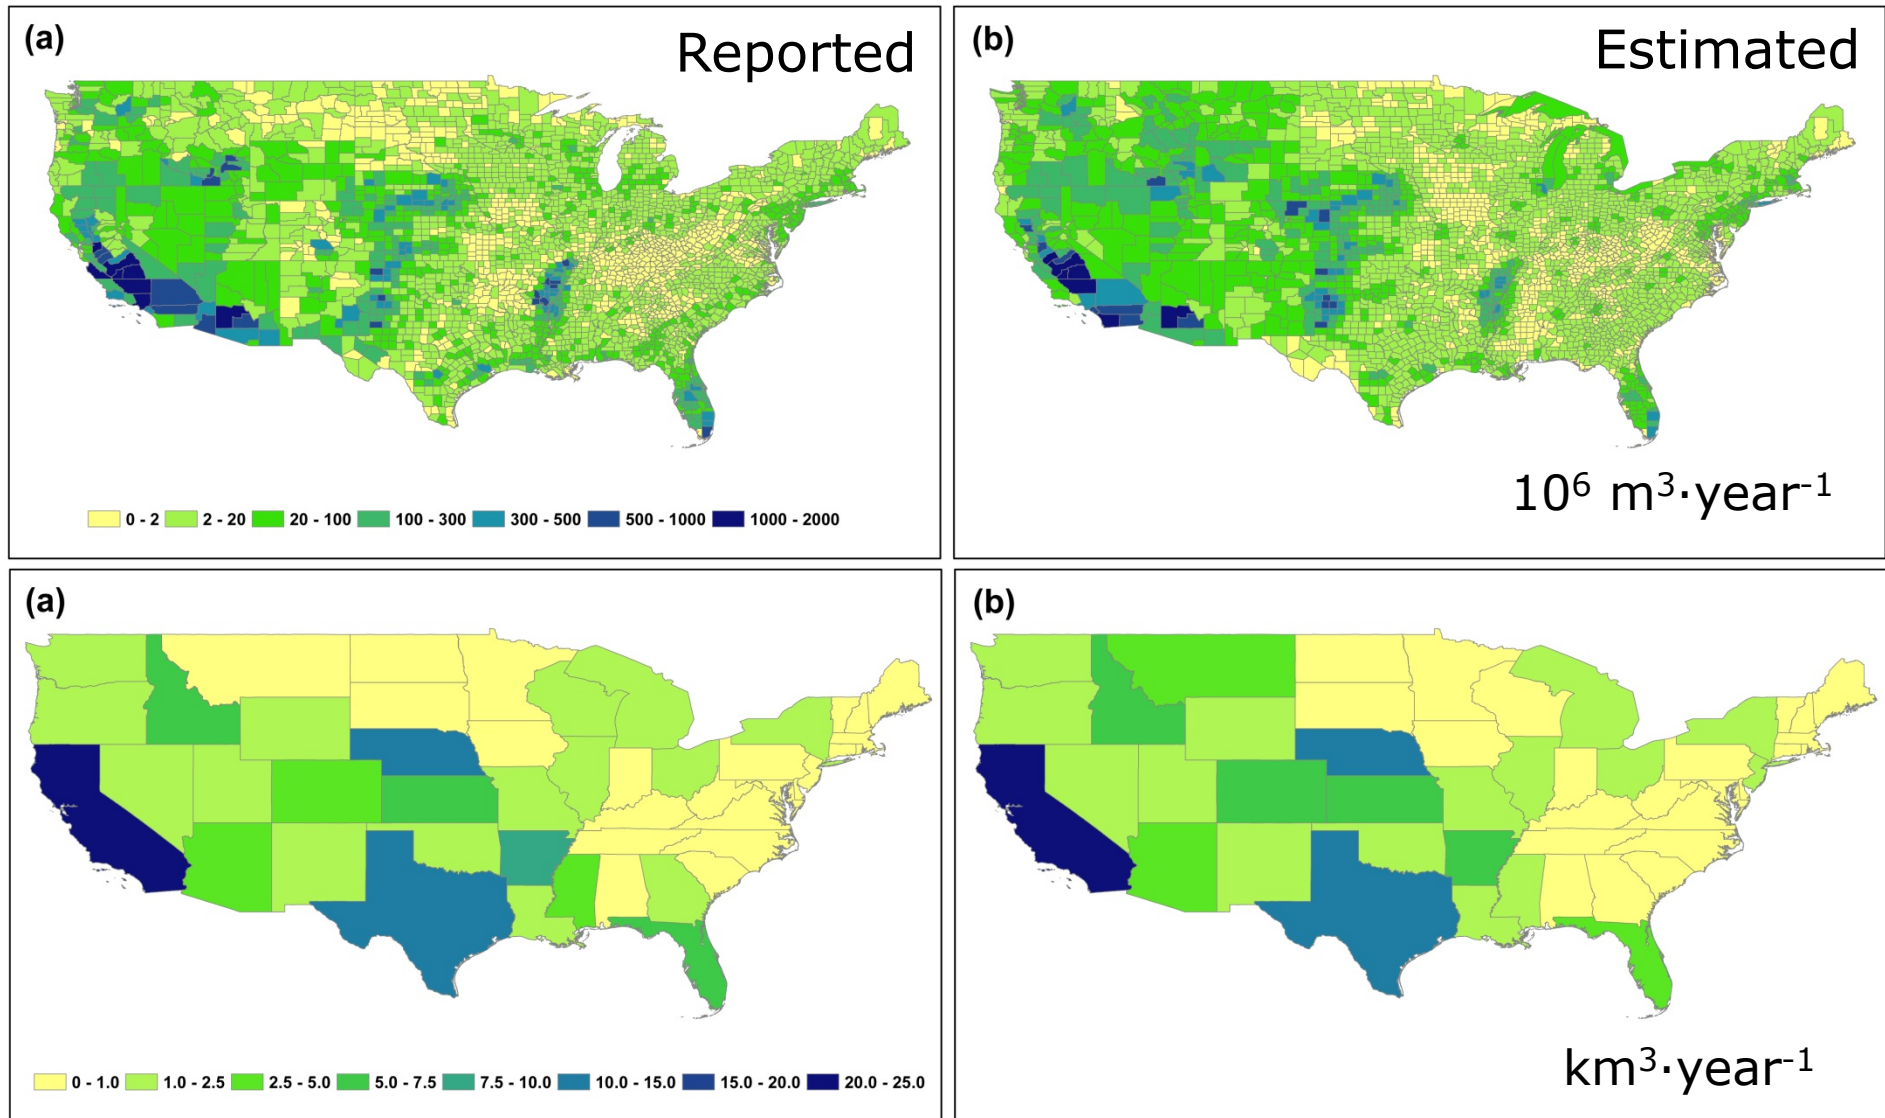 (a)
Reported
0 - 2 2 - 20 20 - 100 100 - 300 300 - 500 500 - 1000 1000 - 2000
(b)
Estimated
10⁶ m³·year⁻¹
(a)
0 - 1.0 1.0 - 2.5 2.5 - 5.0 5.0 - 7.5 7.5 - 10.0 10.0 - 15.0 15.0 - 20.0 20.0 - 25.0
(b)
km³·year⁻¹